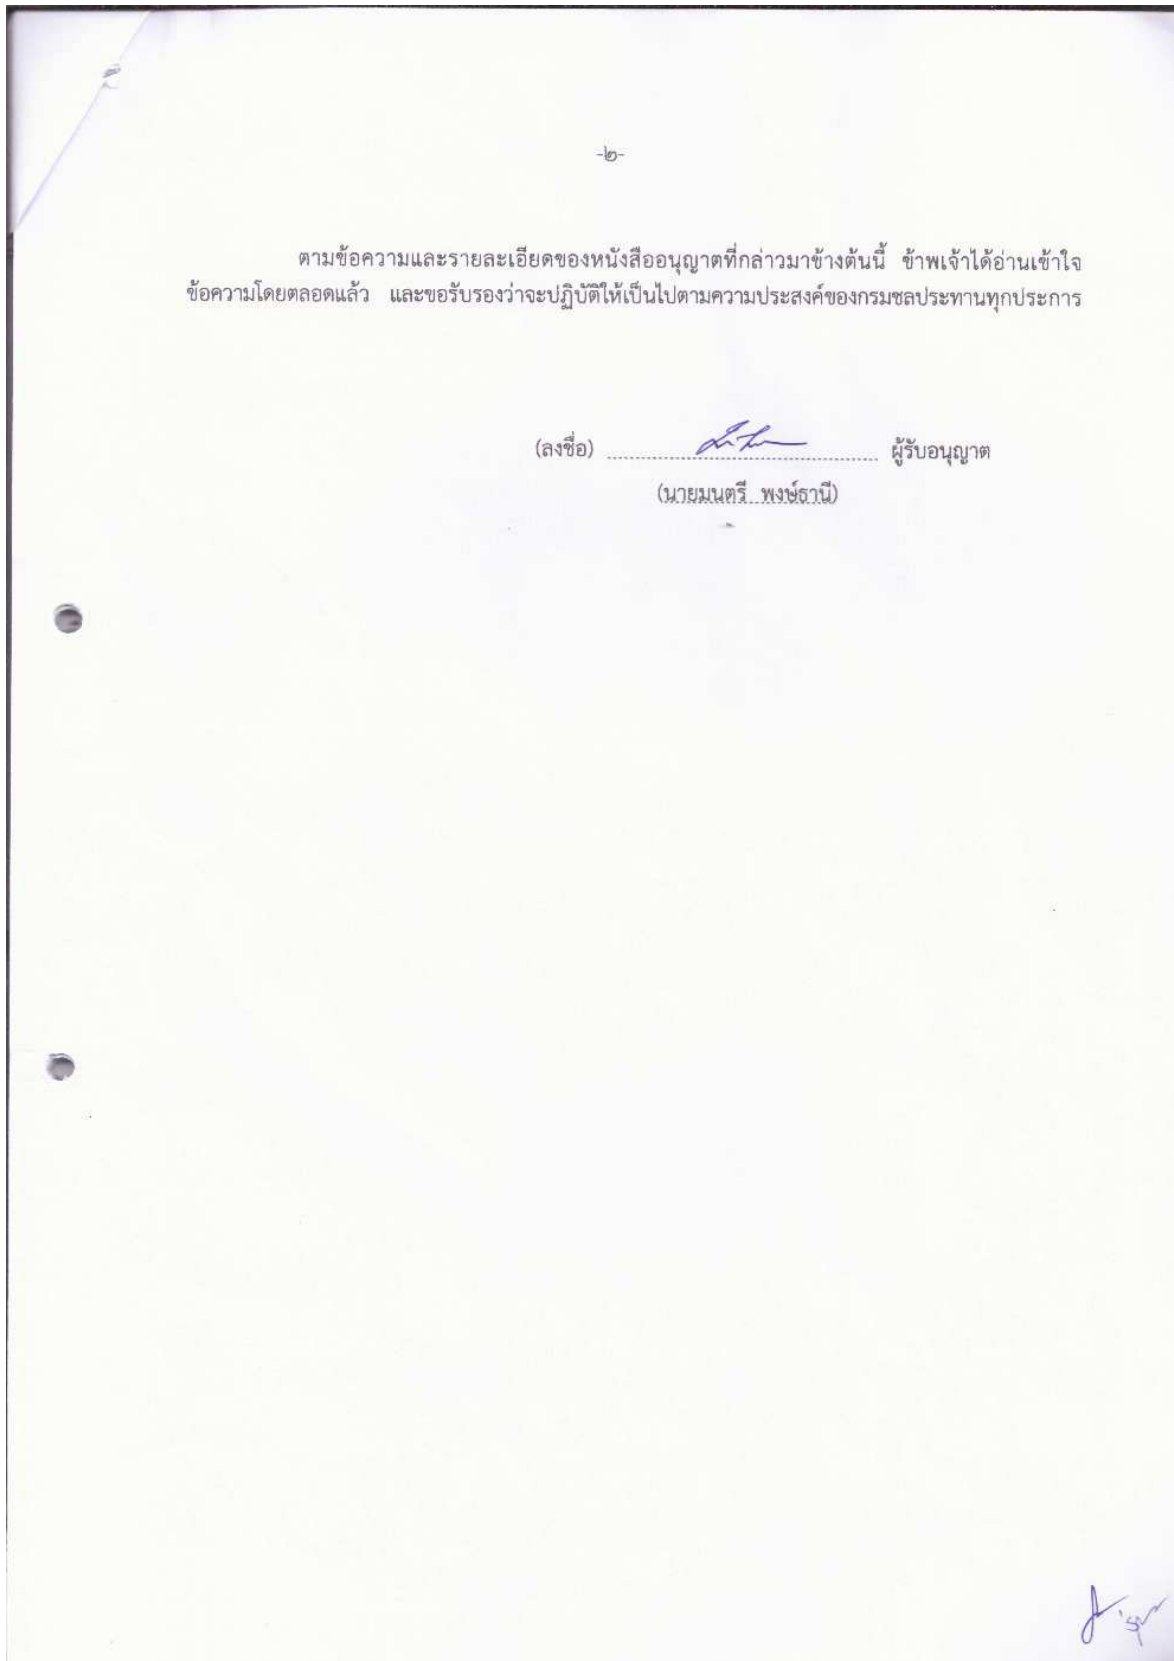 -๒-
ตามข้อความและรายละเอียดของหนังสืออนุญาตที่กล่าวมาข้างต้นนี้ ข้าพเจ้าได้อ่านเข้าใจ
ข้อความโดยตลอดแล้ว และขอรับรองว่าจะปฏิบัติให้เป็นไปตามความประสงค์ของกรมชลประทานทุกประการ
(ลงชื่อ) ........................................ ผู้รับอนุญาต
(นายมนตรี พงษ์ธานี)